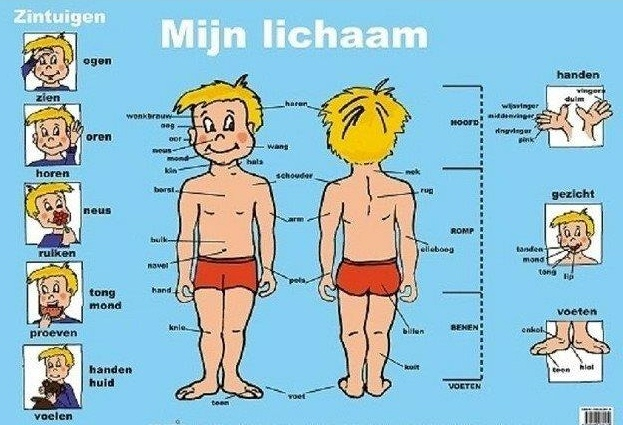 Zintuigen
Mijn lichaam
ogen
zien
oren
horen
neus
ruiken
tong
mond
proeven
handen
huid
voelen
wenkbrauw
oog
oor
neus
mond
kin
haren
wang
hals
schouder
borst
arm
buik
navel
hand
pols
knie
teen
voet
nek
rug
elleboog
billen
kuit
HOOFD
ROMP
BENEN
VOETEN
handen
vingers
duim
wijsvinger
middenvinger
ringvinger
pink
gezicht
tanden
mond
tong
lip
voeten
enkel
teen
hiel